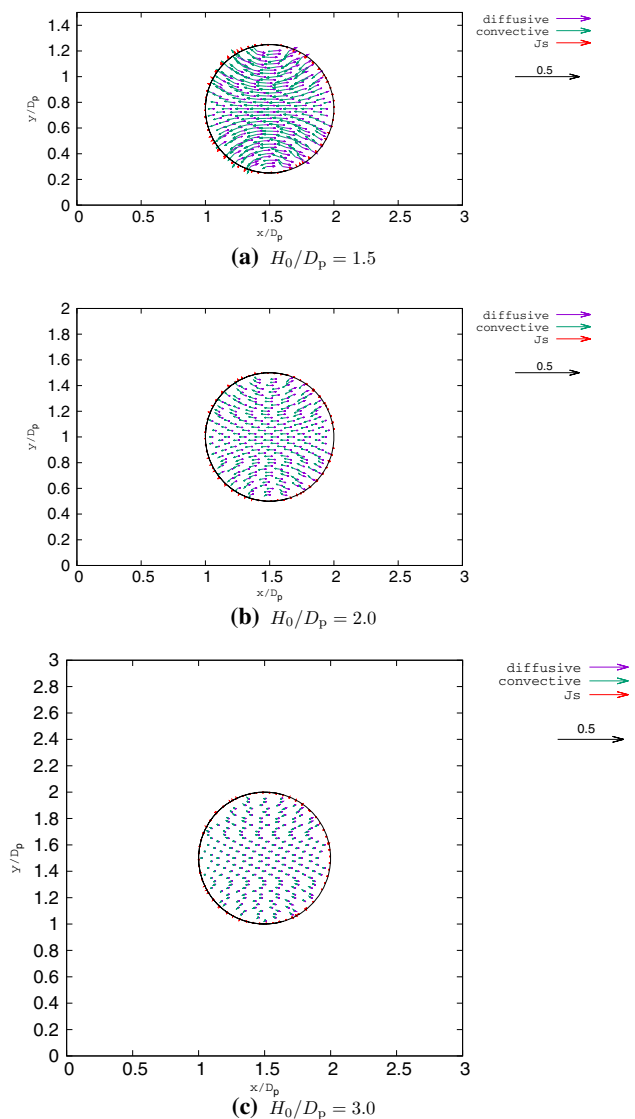 diffusive
convective
Js
0.5
1.4
1.2
1
0.8
0.6
0.4
0.2
0
y/Dp
0 0.5 1 1.5 2 2.5 3
x/Dp
(a) H0/Dp = 1.5
diffusive
convective
Js
0.5
2
1.8
1.6
1.4
1.2
1
0.8
0.6
0.4
0.2
0
y/Dp
0 0.5 1 1.5 2 2.5 3
x/Dp
(b) H0/Dp = 2.0
diffusive
convective
Js
0.5
3
2.8
2.6
2.4
2.2
2
1.8
1.6
1.4
1.2
1
0.8
0.6
0.4
0.2
0
y/Dp
0 0.5 1 1.5 2 2.5 3
x/Dp
(c) H0/Dp = 3.0